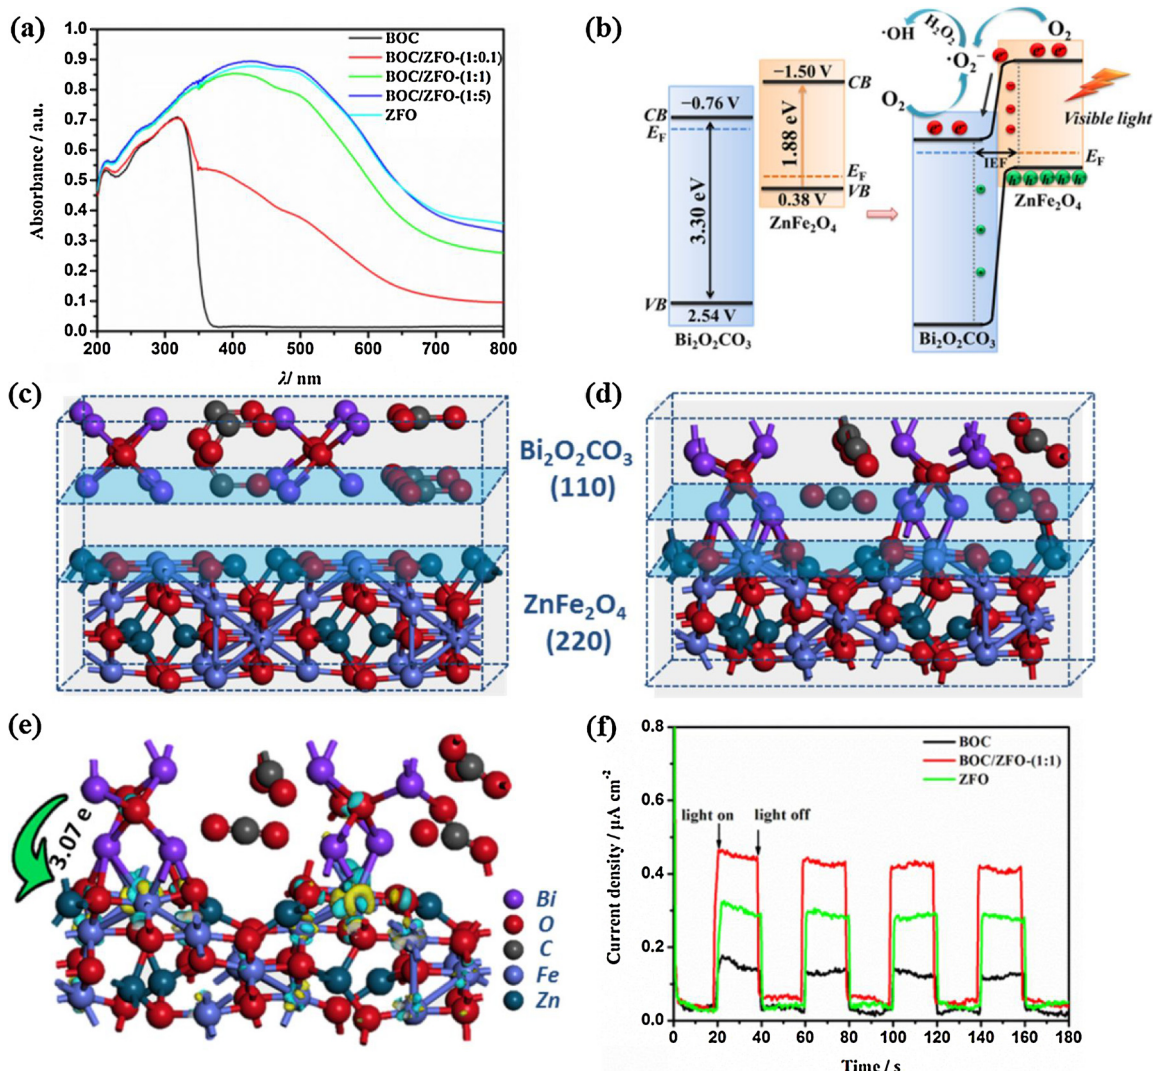 (a)
1.0
0.9
0.8
0.7
0.6
0.5
0.4
0.3
0.2
0.1
0.0
Absorbance / a.u.
BOC
BOC/ZFO-(1:0.1)
BOC/ZFO-(1:1)
BOC/ZFO-(1:5)
ZFO
200 300 400 500 600 700 800
λ/ nm
(b)
CB
−0.76 V
E_F
3.30 eV
VB
2.54 V
Bi₂O₂CO₃
−1.50 V
CB
1.88 eV
E_F
VB
0.38 V
ZnFe₂O₄
·OH
H₂O₂
O₂
·O₂⁻
O₂
e⁻ e⁻ e⁻
e⁻ e⁻
Visible light
IEF
E_F
h⁺ h⁺ h⁺ h⁺ h⁺
ZnFe₂O₄
Bi₂O₂CO₃
(c)
Bi₂O₂CO₃
(110)
ZnFe₂O₄
(220)
(d)
(e)
3.07 e
Bi
O
C
Fe
Zn
(f)
0.8
0.6
0.4
0.2
0.0
Current density / μA cm⁻²
BOC
BOC/ZFO-(1:1)
ZFO
light on
light off
0 20 40 60 80 100 120 140 160 180
Time / s